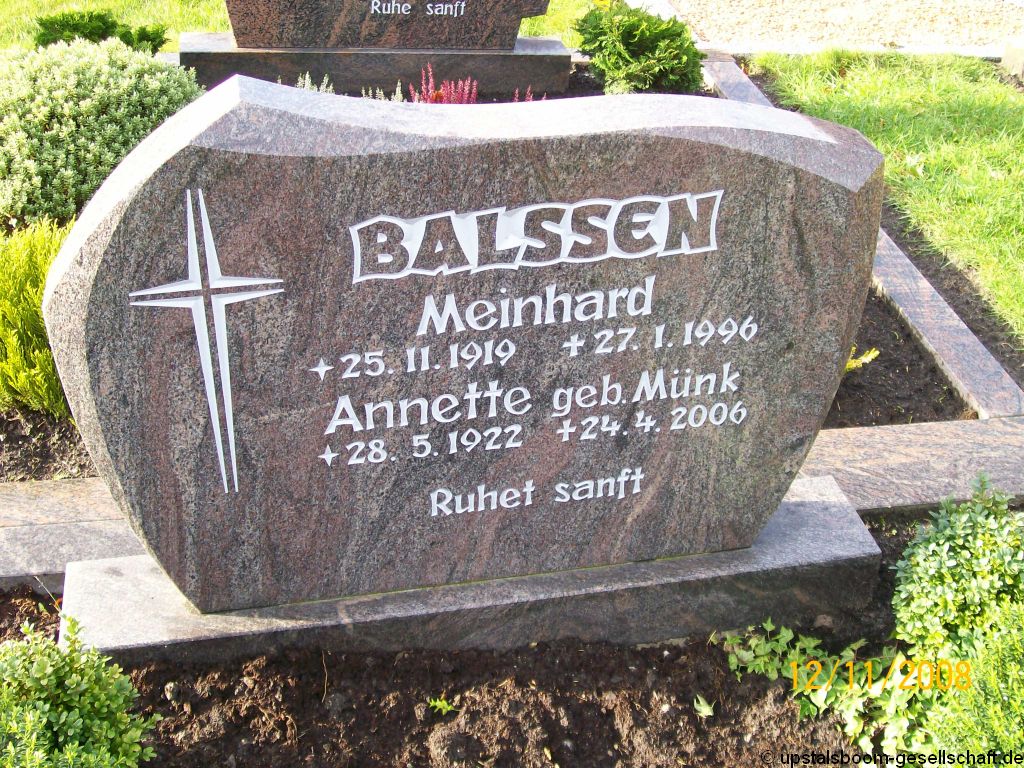 Ruhe sanft
BALSSEN
Meinhard
✦ 25. 11. 1919 ✝ 27. 1. 1996
Annette geb. Münk
✦ 28. 5. 1922 ✝ 24. 4. 2006
Ruhet sanft
12/11/2008
© upstalsboom-gesellschaft.de